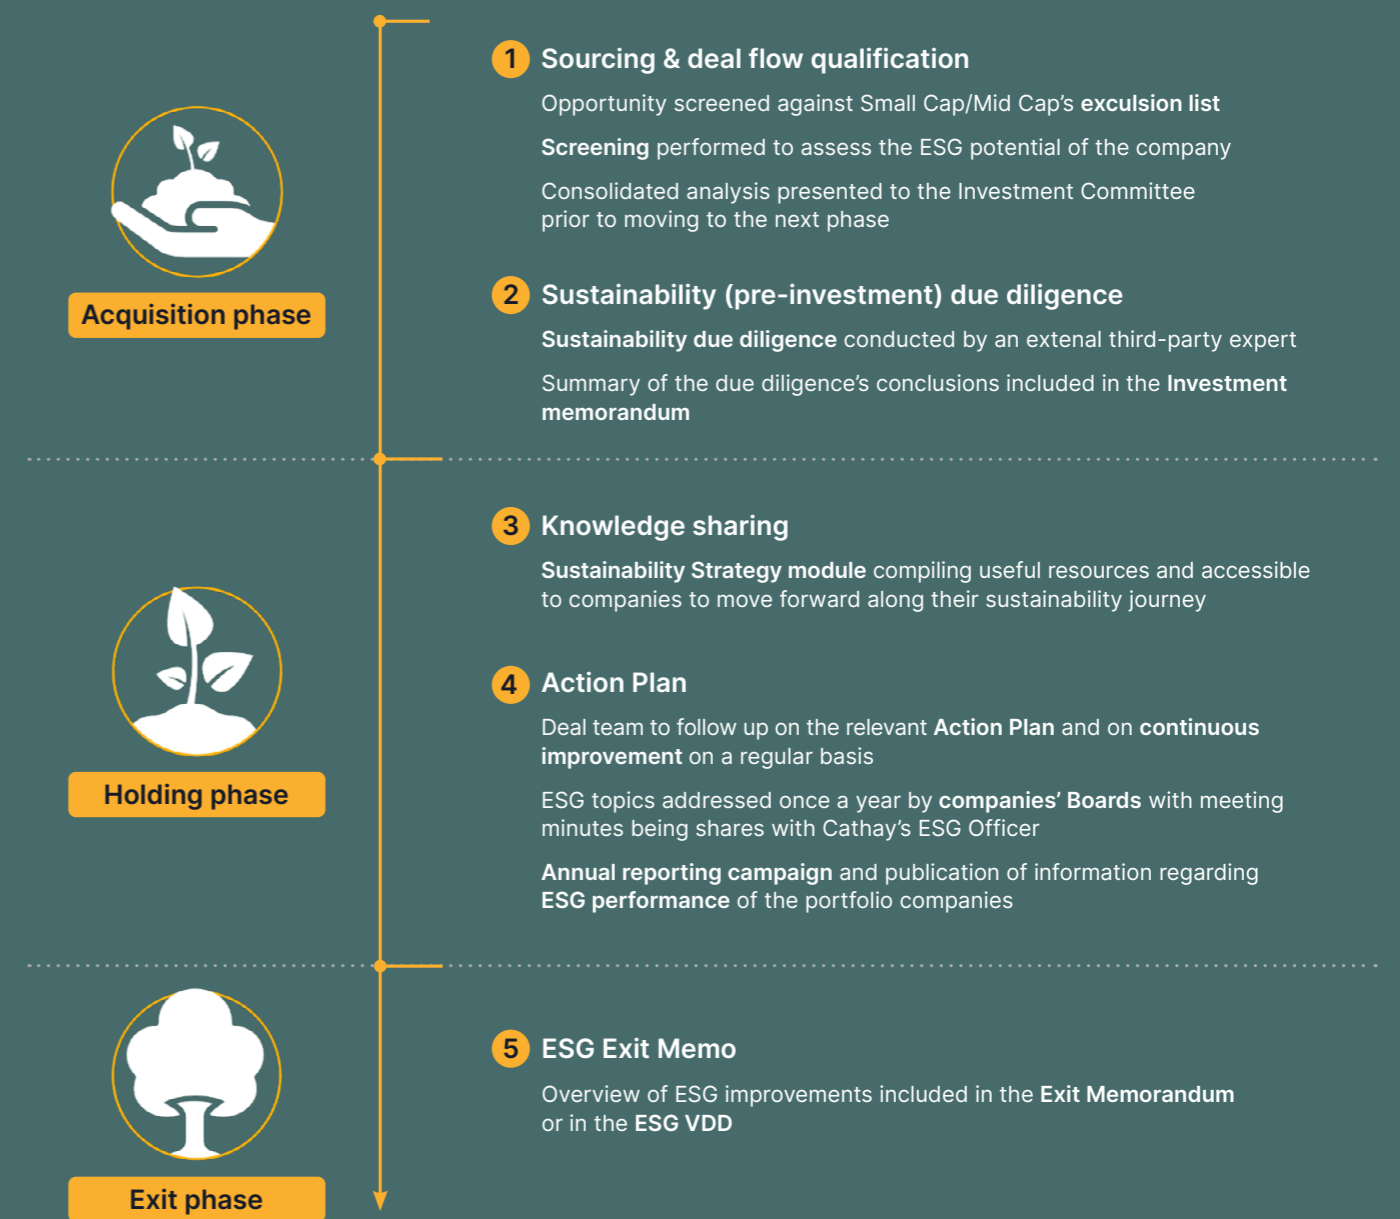 1 Sourcing & deal flow qualification
Opportunity screened against Small Cap/Mid Cap's exculsion list
Screening performed to assess the ESG potential of the company
Consolidated analysis presented to the Investment Committee
prior to moving to the next phase
Acquisition phase
2 Sustainability (pre-investment) due diligence
Sustainability due diligence conducted by an extenal third-party expert
Summary of the due diligence's conclusions included in the Investment
memorandum
3 Knowledge sharing
Sustainability Strategy module compiling useful resources and accessible
to companies to move forward along their sustainability journey
Holding phase
4 Action Plan
Deal team to follow up on the relevant Action Plan and on continuous
improvement on a regular basis
ESG topics addressed once a year by companies' Boards with meeting
minutes being shares with Cathay's ESG Officer
Annual reporting campaign and publication of information regarding
ESG performance of the portfolio companies
Exit phase
5 ESG Exit Memo
Overview of ESG improvements included in the Exit Memorandum
or in the ESG VDD